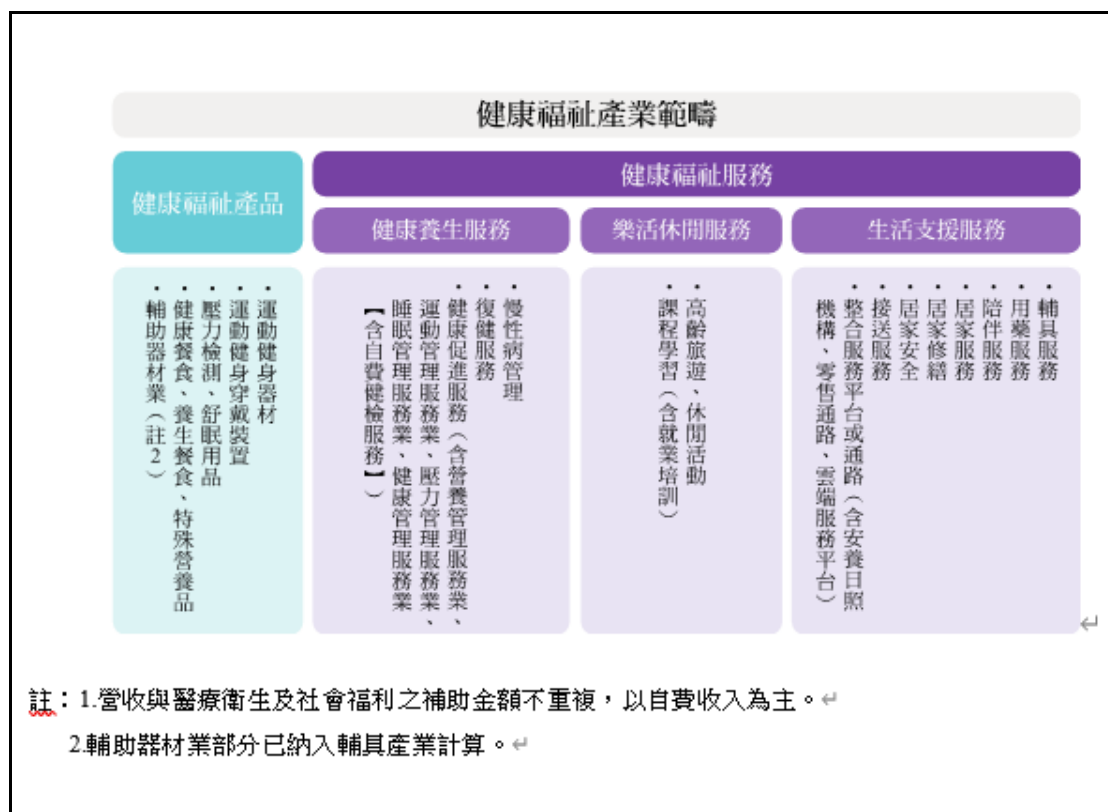 健康福祉產業範疇
健康福祉產品
健康福祉服務
健康養生服務
樂活休閒服務
生活支援服務
•運動健身器材
•運動健身穿戴裝置
•壓力檢測、舒眠用品
•健康餐食、養生餐食、特殊營養品
•輔助器材業（註2）
•慢性病管理
•復健服務
•健康促進服務（含營養管理服務業、
運動管理服務業、壓力管理服務業、
睡眠管理服務業、健康管理服務業
【含自費健檢服務】）
•高齡旅遊、休閒活動
•課程學習（含就業培訓）
•輔具服務
•用藥服務
•陪伴服務
•居家服務
•居家修繕
•居家安全
•接送服務
•整合服務平台或通路（含安養日照
機構、零售通路、雲端服務平台）
註：1.營收與醫療衛生及社會福利之補助金額不重複，以自費收入為主。
2.輔助器材業部分已納入輔具產業計算。